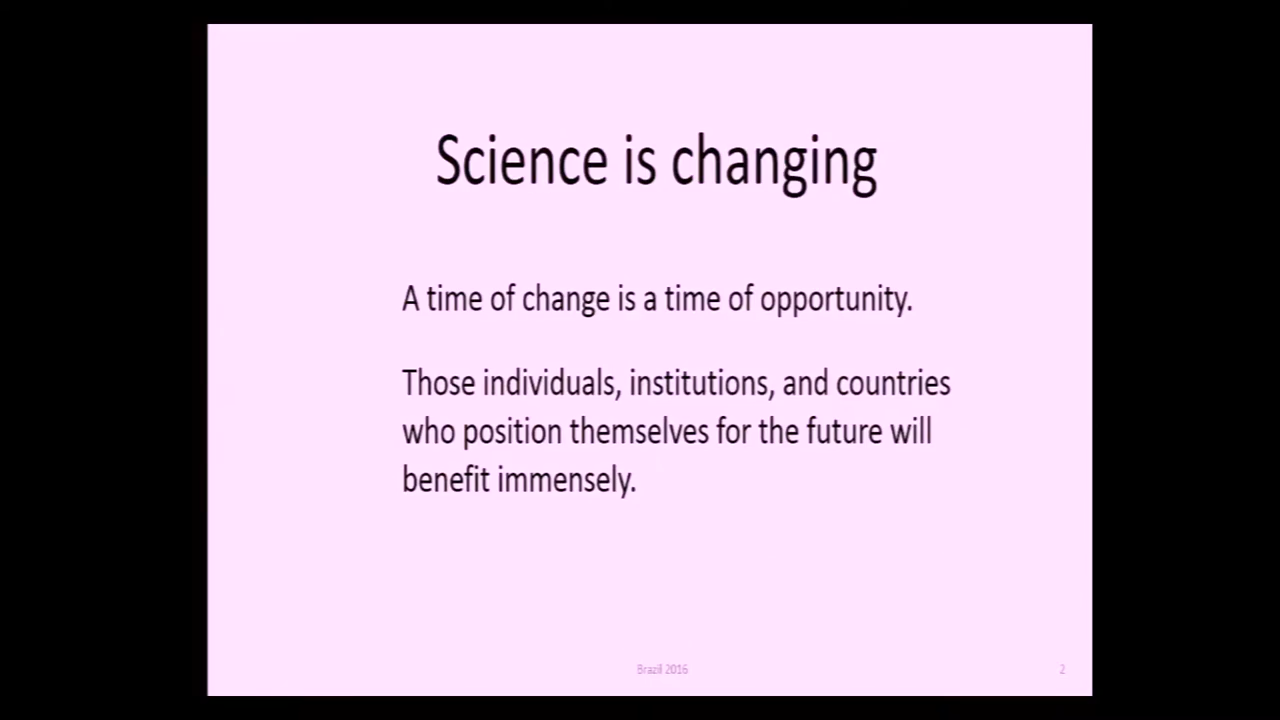 Science is changing
A time of change is a time of opportunity.
Those individuals, institutions, and countries
who position themselves for the future will
benefit immensely.
Brazil 2016
2